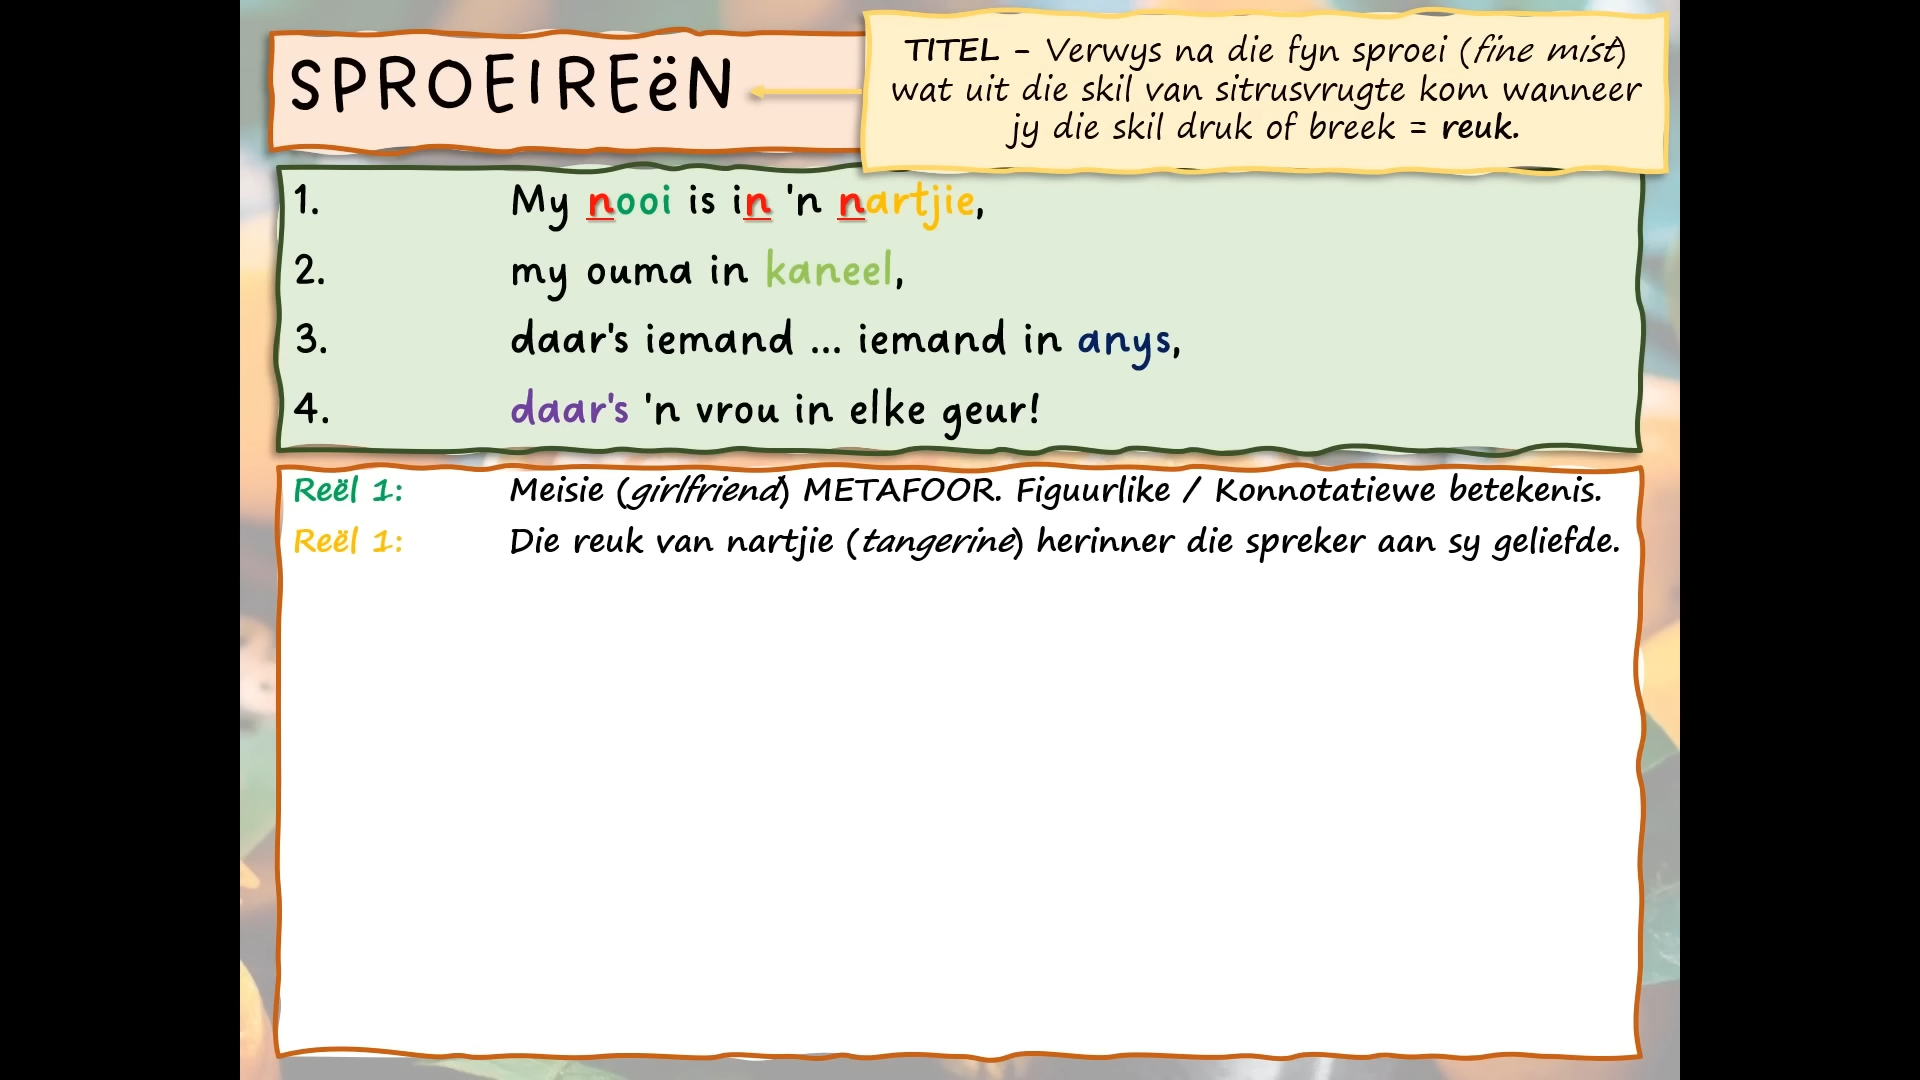 SPROEIREëN
TITEL – Verwys na die fyn sproei (fine mist)
wat uit die skil van sitrusvrugte kom wanneer
jy die skil druk of breek = reuk.
1. My nooi is in 'n nartjie,
2. my ouma in kaneel,
3. daar's iemand ... iemand in anys,
4. daar's 'n vrou in elke geur!
Reël 1: Meisie (girlfriend) METAFOOR. Figuurlike / Konnotatiewe betekenis.
Reël 1: Die reuk van nartjie (tangerine) herinner die spreker aan sy geliefde.